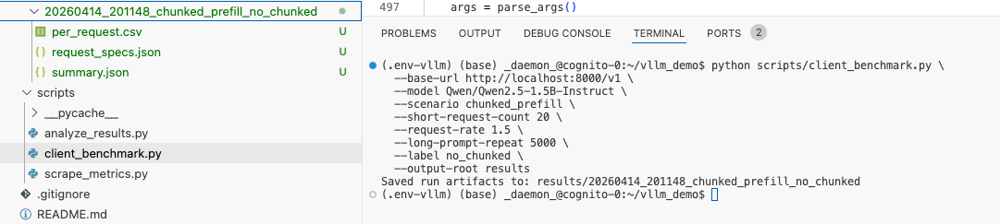 20260414_201148_chunked_prefill_no_chunked
per_request.csv U
request_specs.json U
summary.json U
scripts
__pycache__
analyze_results.py
client_benchmark.py
scrape_metrics.py
.gitignore
README.md
497 args = parse_args()
PROBLEMS OUTPUT DEBUG CONSOLE TERMINAL PORTS 2
(.env-vllm) (base) _daemon_@cognito-0:~/vllm_demo$ python scripts/client_benchmark.py \
--base-url http://localhost:8000/v1 \
--model Qwen/Qwen2.5-1.5B-Instruct \
--scenario chunked_prefill \
--short-request-count 20 \
--request-rate 1.5 \
--long-prompt-repeat 5000 \
--label no_chunked \
--output-root results
Saved run artifacts to: results/20260414_201148_chunked_prefill_no_chunked
(.env-vllm) (base) _daemon_@cognito-0:~/vllm_demo$